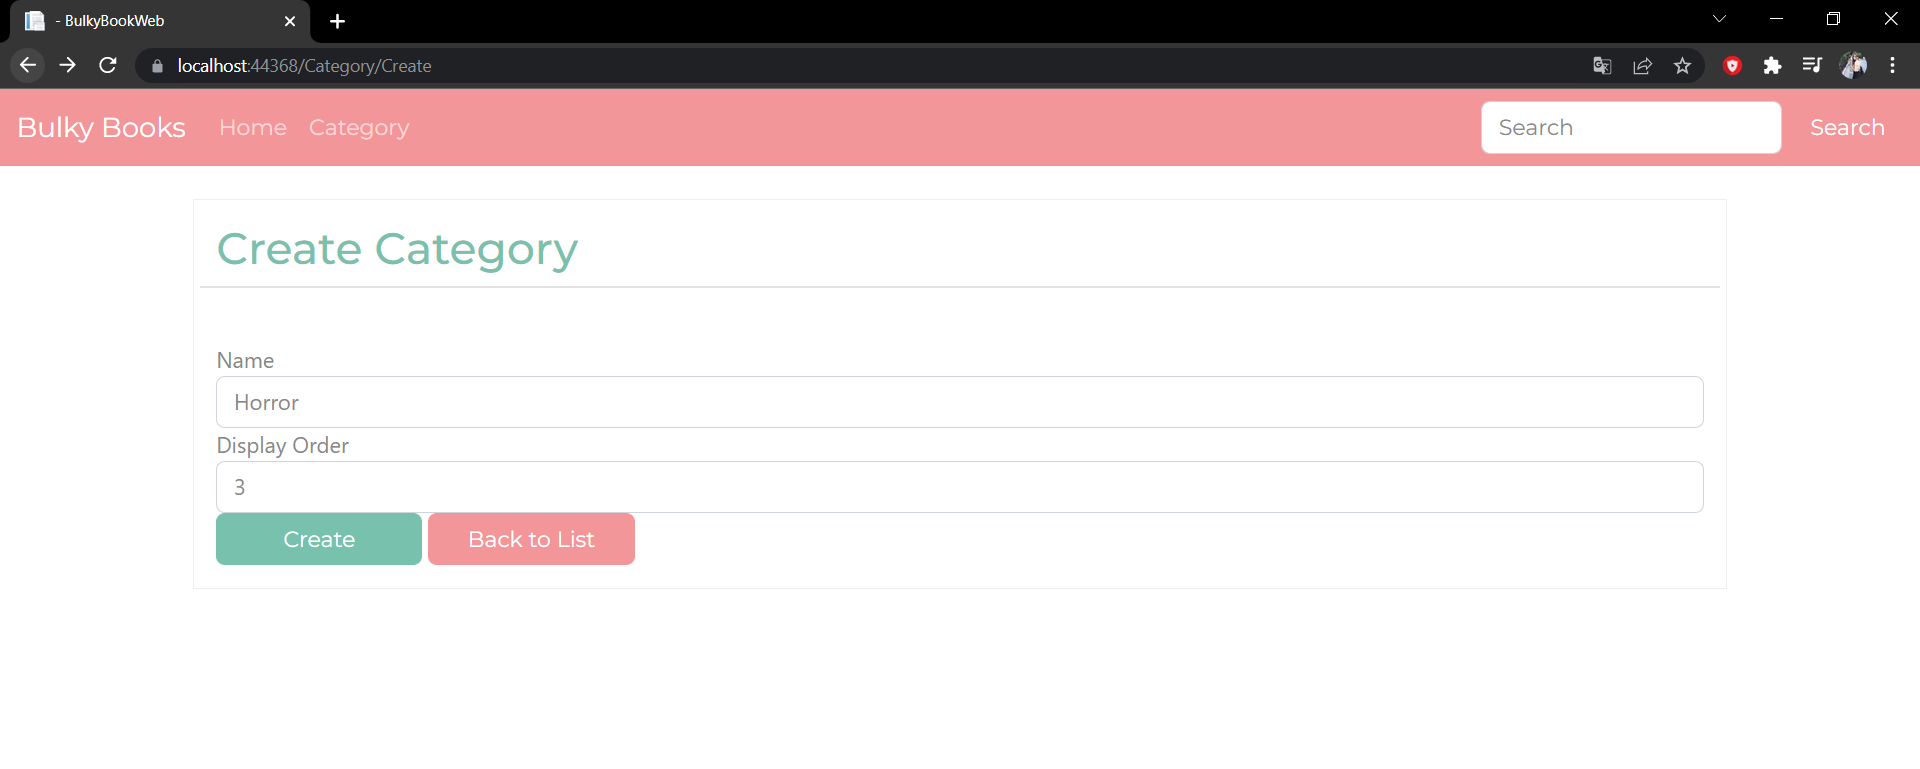 - BulkyBookWeb
localhost:44368/Category/Create
Bulky Books Home Category Search Search
Create Category
Name
Horror
Display Order
3
Create Back to List